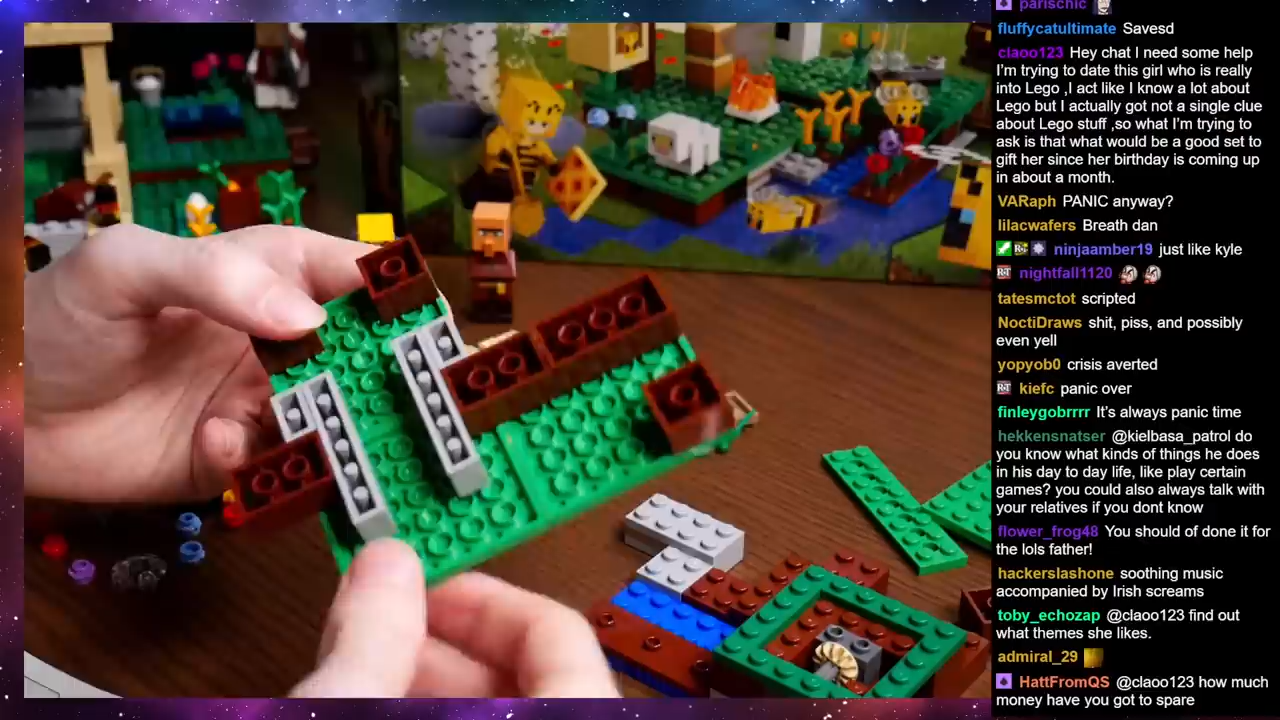 parischic
fluffycatultimate Savesd
claoo123 Hey chat I need some help
I'm trying to date this girl who is really
into Lego ,I act like I know a lot about
Lego but I actually got not a single clue
about Lego stuff ,so what I'm trying to
ask is that what would be a good set to
gift her since her birthday is coming up
in about a month.
VARaph PANIC anyway?
lilacwafers Breath dan
ninjaamber19 just like kyle
nightfall1120
tatesmctot scripted
NoctiDraws shit, piss, and possibly
even yell
yopyob0 crisis averted
kiefc panic over
finleygobrrrr It's always panic time
hekkensnatser @kielbasa_patrol do
you know what kinds of things he does
in his day to day life, like play certain
games? you could also always talk with
your relatives if you dont know
flower_frog48 You should of done it for
the lols father!
hackerslashone soothing music
accompanied by Irish screams
toby_echozap @claoo123 find out
what themes she likes.
admiral_29
HattFromQS @claoo123 how much
money have you got to spare